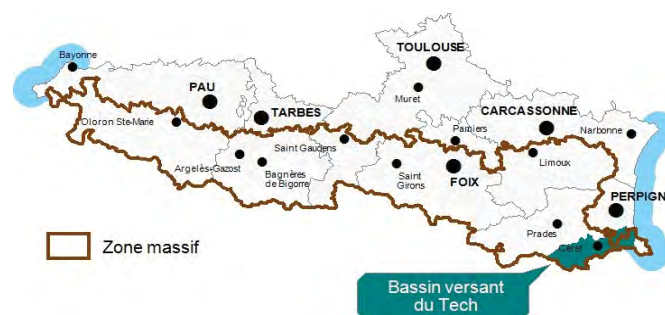 Bayonne
TOULOUSE
PAU
Muret
TARBES
CARCASSONNE
Oloron Ste-Marie
Narbonne
Pamiers
Saint Gaudens
Limoux
Argelès-Gazost
Bagnères
de Bigorre
Saint
Girons
FOIX
PERPIGN
Prades
Céret
Zone massif
Bassin versant
du Tech